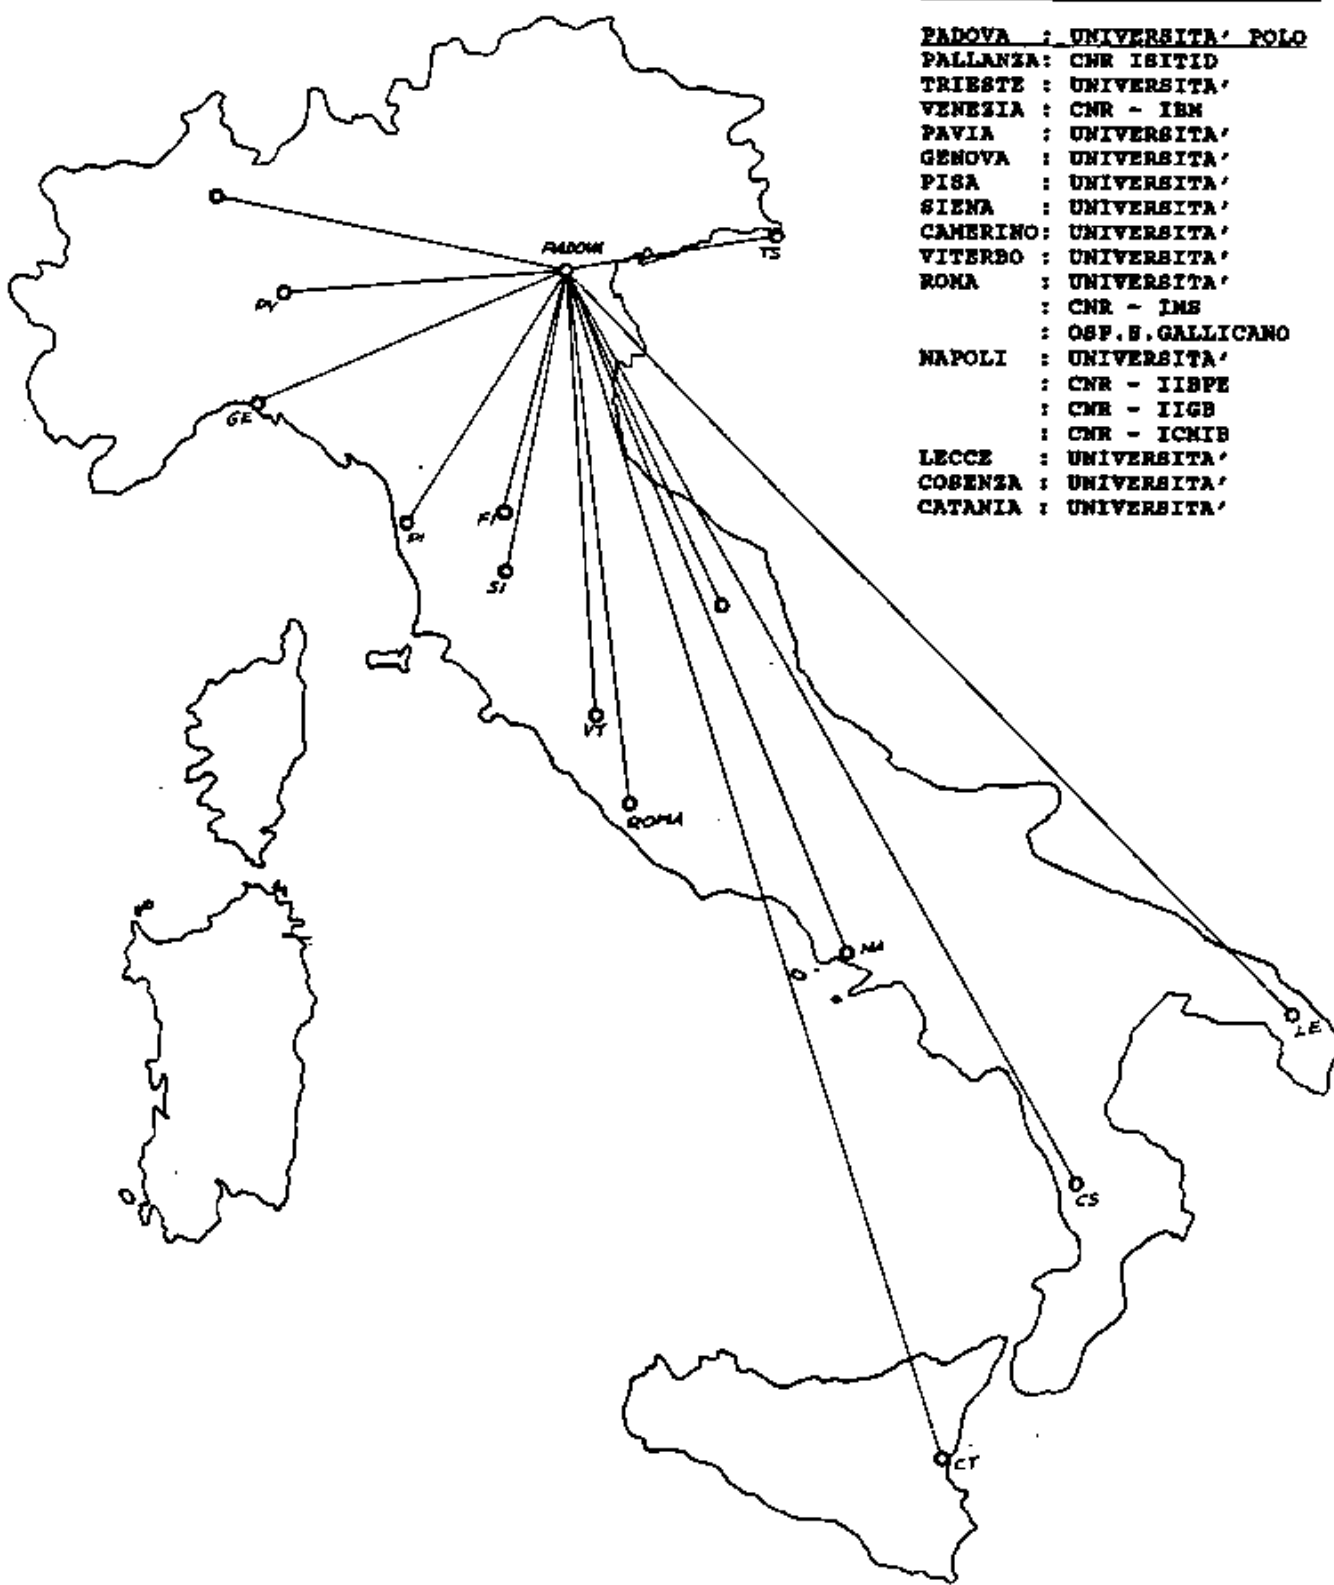 PADOVA : UNIVERSITA' POLO
PALLANZA: CNR ISITID
TRIESTE : UNIVERSITA'
VENEZIA : CNR - IBM
PAVIA : UNIVERSITA'
GENOVA : UNIVERSITA'
PISA : UNIVERSITA'
SIENA : UNIVERSITA'
CAMERINO: UNIVERSITA'
VITERBO : UNIVERSITA'
ROMA : UNIVERSITA'
: CNR - IMS
: OSP.S.GALLICANO
NAPOLI : UNIVERSITA'
: CNR - IIBPE
: CNR - IIGB
: CNR - ICMIB
LECCE : UNIVERSITA'
COSENZA : UNIVERSITA'
CATANIA : UNIVERSITA'
PADOVA
TS
PV
GE
PI
FI
SI
VT
ROMA
NA
LE
CS
CT